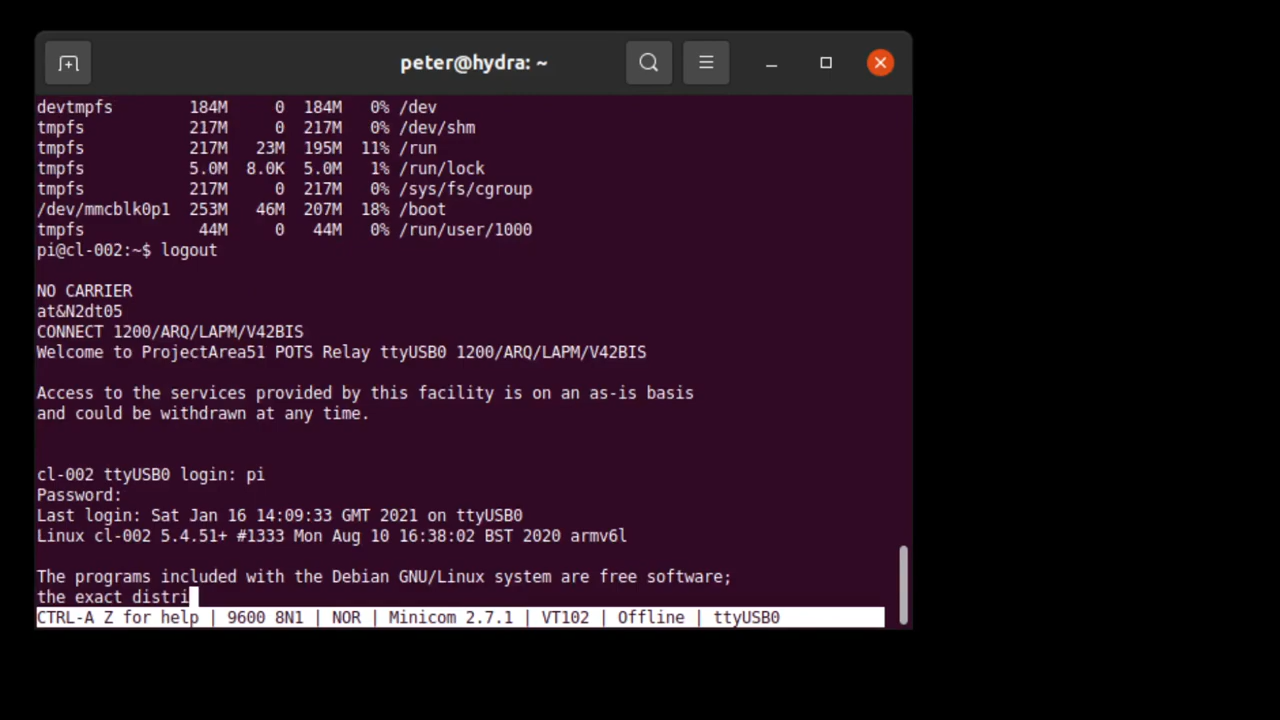 peter@hydra: ~
devtmpfs        184M     0  184M   0% /dev
tmpfs           217M     0  217M   0% /dev/shm
tmpfs           217M   23M  195M  11% /run
tmpfs           5.0M  8.0K  5.0M   1% /run/lock
tmpfs           217M     0  217M   0% /sys/fs/cgroup
/dev/mmcblk0p1  253M   46M  207M  18% /boot
tmpfs            44M     0   44M   0% /run/user/1000
pi@cl-002:~$ logout
NO CARRIER
at&N2dt05
CONNECT 1200/ARQ/LAPM/V42BIS
Welcome to ProjectArea51 POTS Relay ttyUSB0 1200/ARQ/LAPM/V42BIS
Access to the services provided by this facility is on an as-is basis
and could be withdrawn at any time.
cl-002 ttyUSB0 login: pi
Password:
Last login: Sat Jan 16 14:09:33 GMT 2021 on ttyUSB0
Linux cl-002 5.4.51+ #1333 Mon Aug 10 16:38:02 BST 2020 armv6l
The programs included with the Debian GNU/Linux system are free software;
the exact distri
CTRL-A Z for help | 9600 8N1 | NOR | Minicom 2.7.1 | VT102 | Offline | ttyUSB0